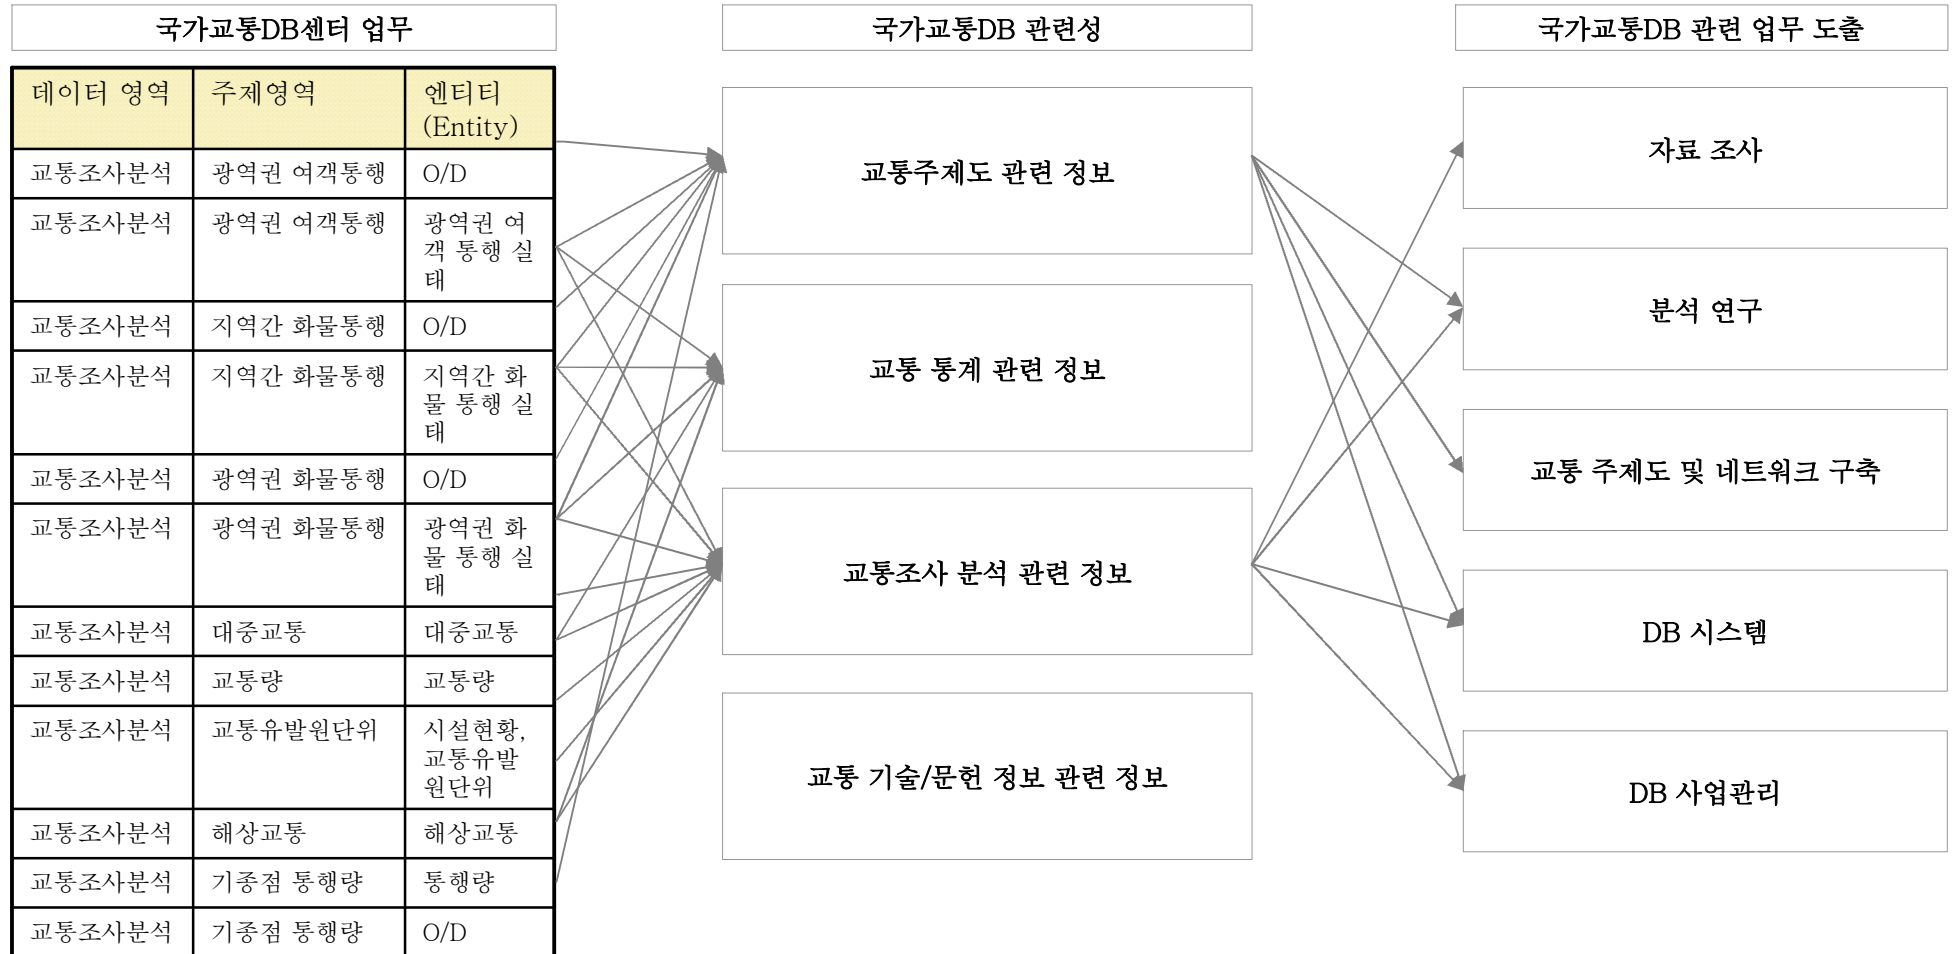 국가교통DB센터 업무
국가교통DB 관련성
국가교통DB 관련 업무 도출
데이터 영역 주제영역 엔티티
(Entity)
교통조사분석 광역권 여객통행 O/D
교통조사분석 광역권 여객통행 광역권 여
객 통행 실
태
교통조사분석 지역간 화물통행 O/D
교통조사분석 지역간 화물통행 지역간 화
물 통행 실
태
교통조사분석 광역권 화물통행 O/D
교통조사분석 광역권 화물통행 광역권 화
물 통행 실
태
교통조사분석 대중교통 대중교통
교통조사분석 교통량 교통량
교통조사분석 교통유발원단위 시설현황,
교통유발
원단위
교통조사분석 해상교통 해상교통
교통조사분석 기종점 통행량 통행량
교통조사분석 기종점 통행량 O/D
교통주제도 관련 정보
교통 통계 관련 정보
교통조사 분석 관련 정보
교통 기술/문헌 정보 관련 정보
자료 조사
분석 연구
교통 주제도 및 네트워크 구축
DB 시스템
DB 사업관리